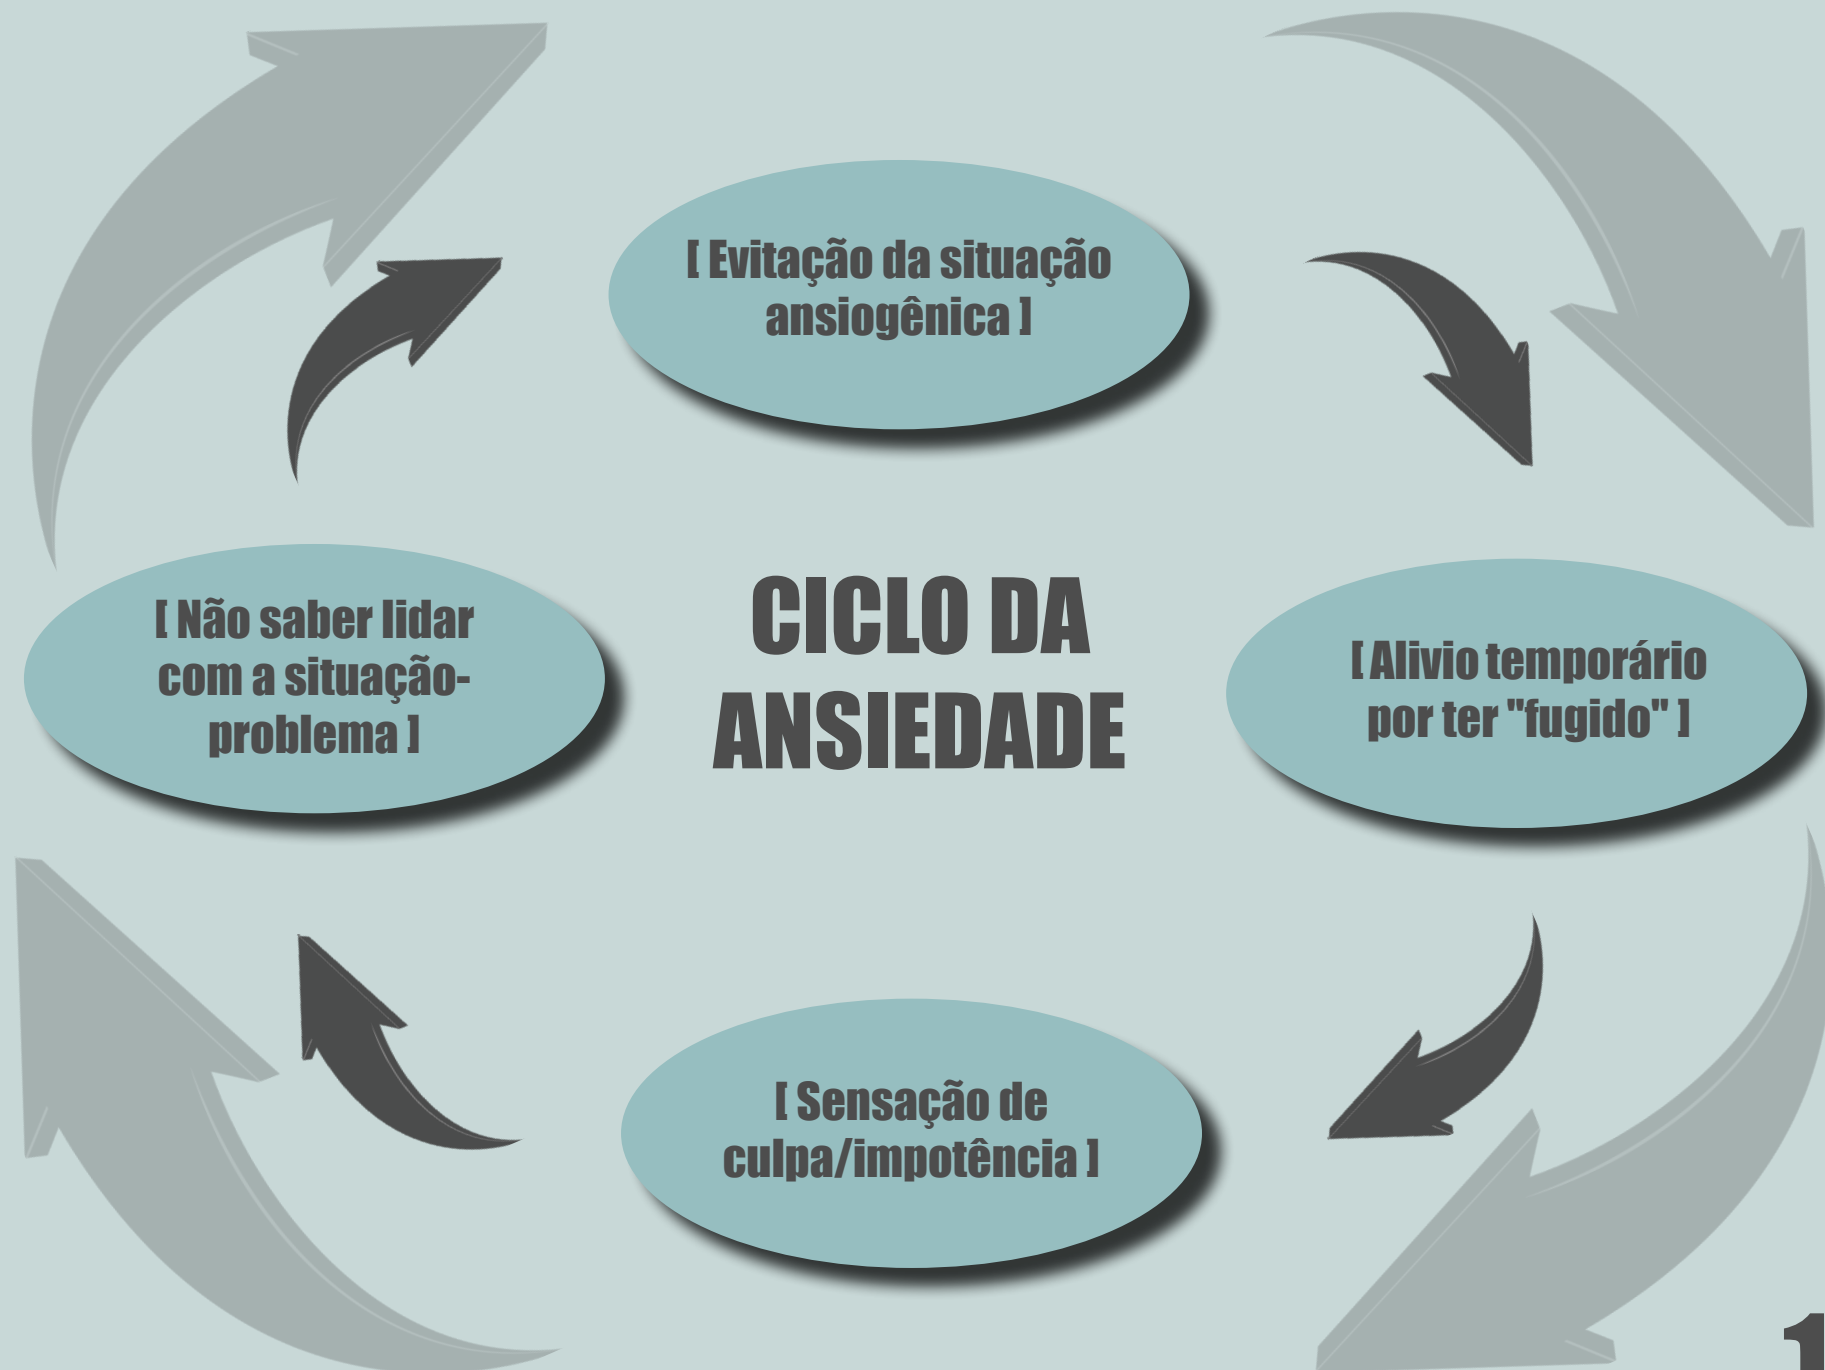 [ Evitação da situação
ansiogênica ]
[ Não saber lidar
com a situação-
problema ]
CICLO DA
ANSIEDADE
[ Alivio temporário
por ter "fugido" ]
[ Sensação de
culpa/impotência ]
1